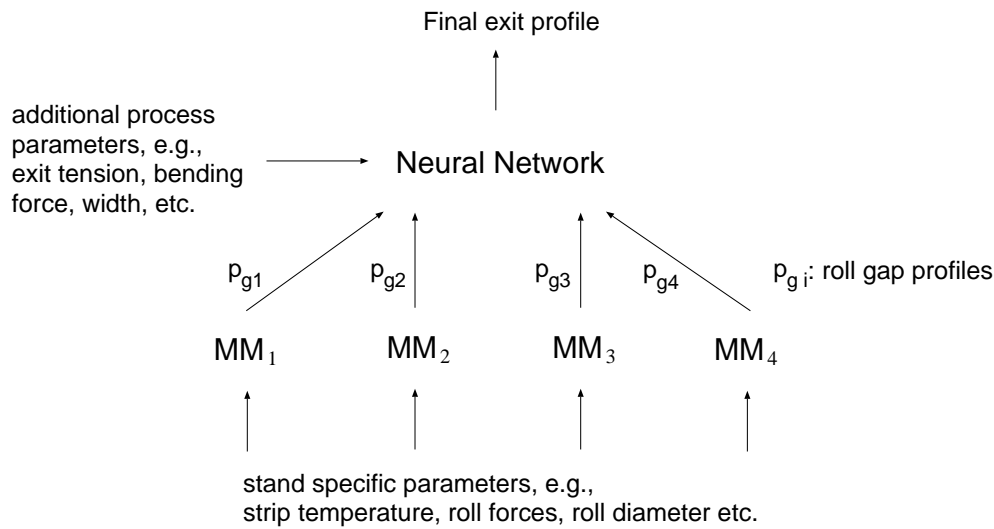 Final exit profile
additional process
parameters, e.g.,
exit tension, bending
force, width, etc.
Neural Network
pg1
pg2
pg3
pg4
pg i: roll gap profiles
MM1
MM2
MM3
MM4
stand specific parameters, e.g.,
strip temperature, roll forces, roll diameter etc.